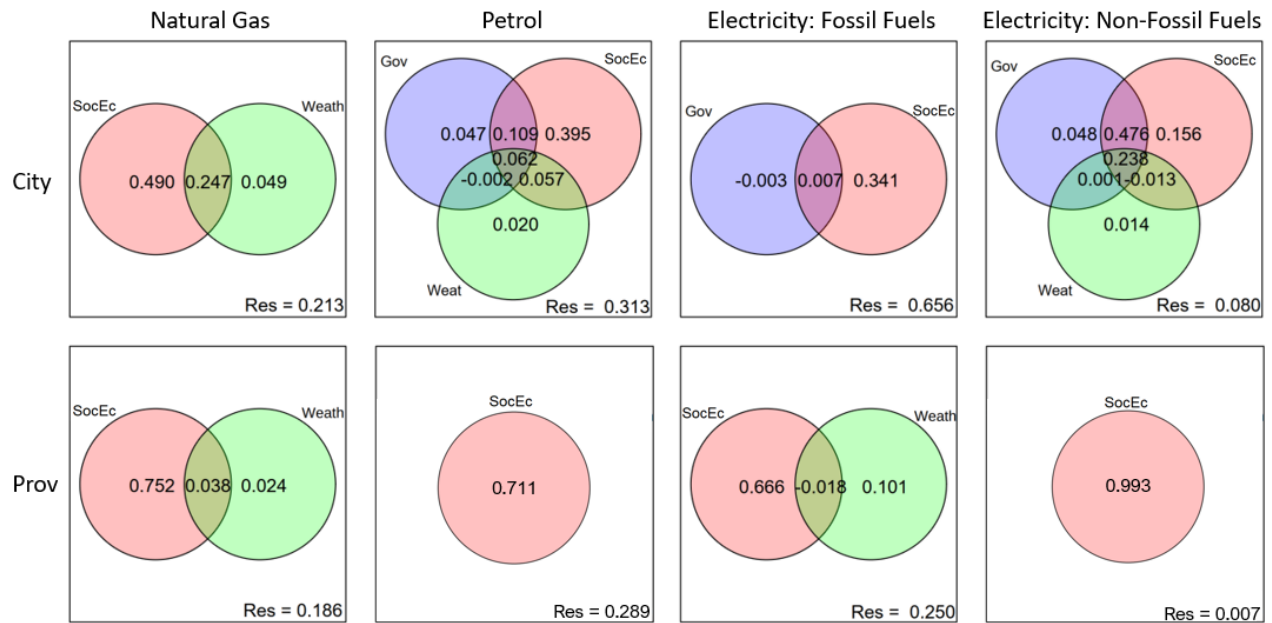 Natural Gas
Petrol
Electricity: Fossil Fuels
Electricity: Non-Fossil Fuels
City
SocEc
Weath
0.490
0.247
0.049
Res = 0.213
Gov
SocEc
0.047
0.109
0.395
0.062
-0.002
0.057
0.020
Weat
Res = 0.313
Gov
SocEc
-0.003
0.007
0.341
Res = 0.656
Gov
SocEc
0.048
0.476
0.156
0.238
0.001
-0.013
0.014
Weat
Res = 0.080
Prov
SocEc
Weath
0.752
0.038
0.024
Res = 0.186
SocEc
0.711
Res = 0.289
SocEc
Weath
0.666
-0.018
0.101
Res = 0.250
SocEc
0.993
Res = 0.007